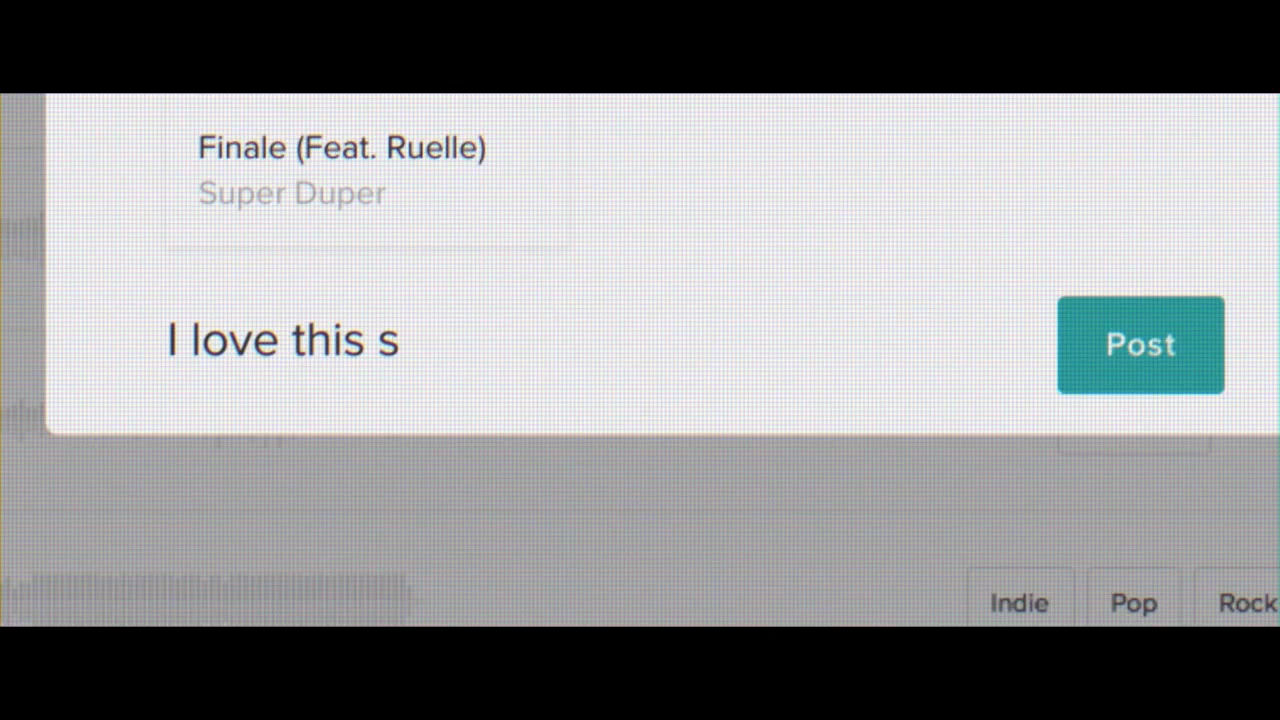 Finale (Feat. Ruelle)
Super Duper
I love this s
Post
Indie Pop Rock